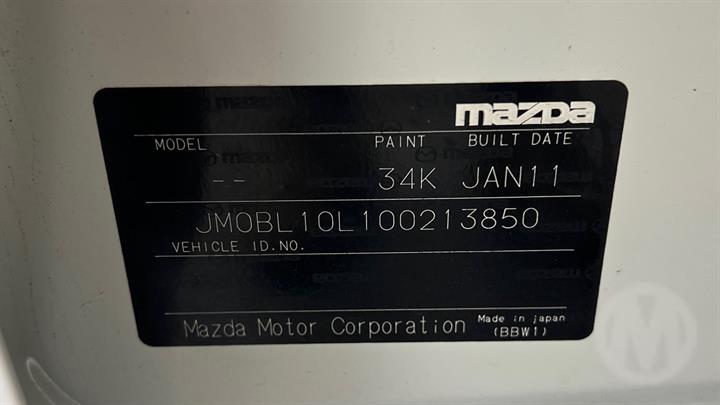 mazda
MODEL PAINT BUILT DATE
-- 34K JAN11
JM0BL10L100213850
VEHICLE ID.NO.
Mazda Motor Corporation Made in japan
(BBW1)